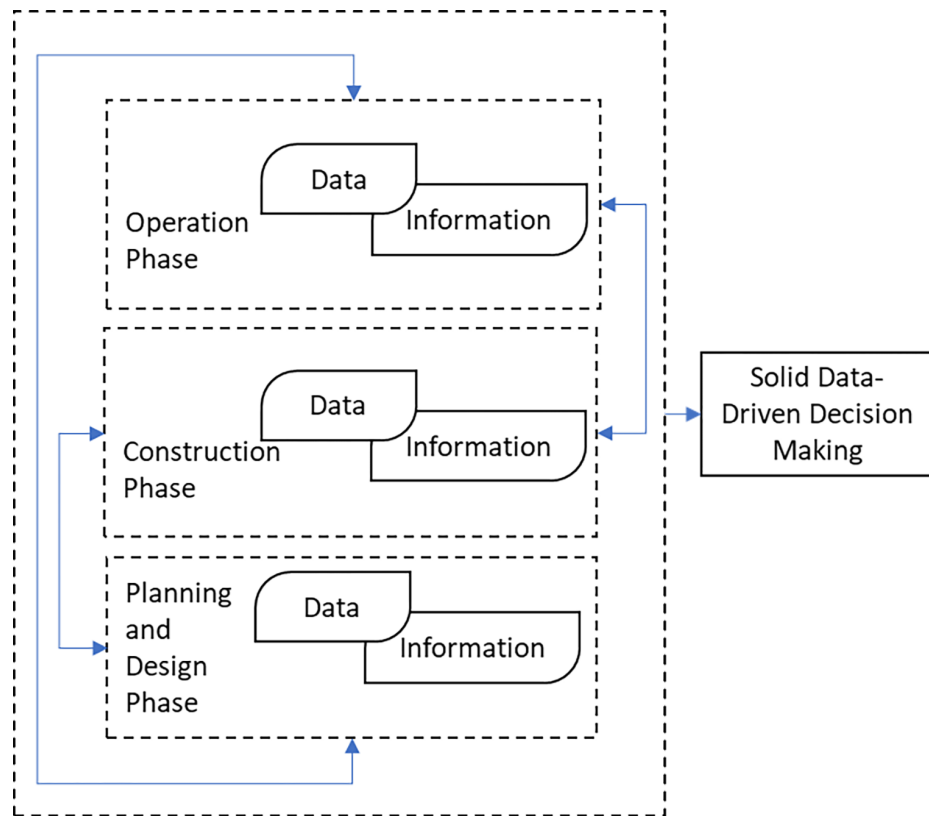 Data
Information
Operation
Phase
Data
Information
Construction
Phase
Data
Information
Planning
and
Design
Phase
Solid Data-
Driven Decision
Making